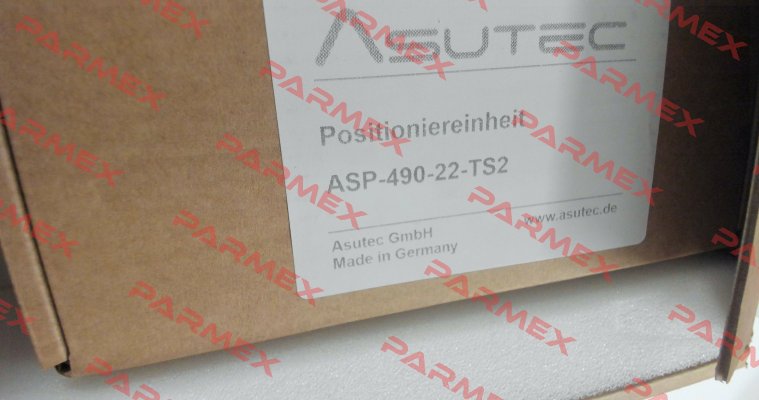 ASUTEC
Positioniereinheit
ASP-490-22-TS2
www.asutec.de
Asutec GmbH
Made in Germany
PARMEX